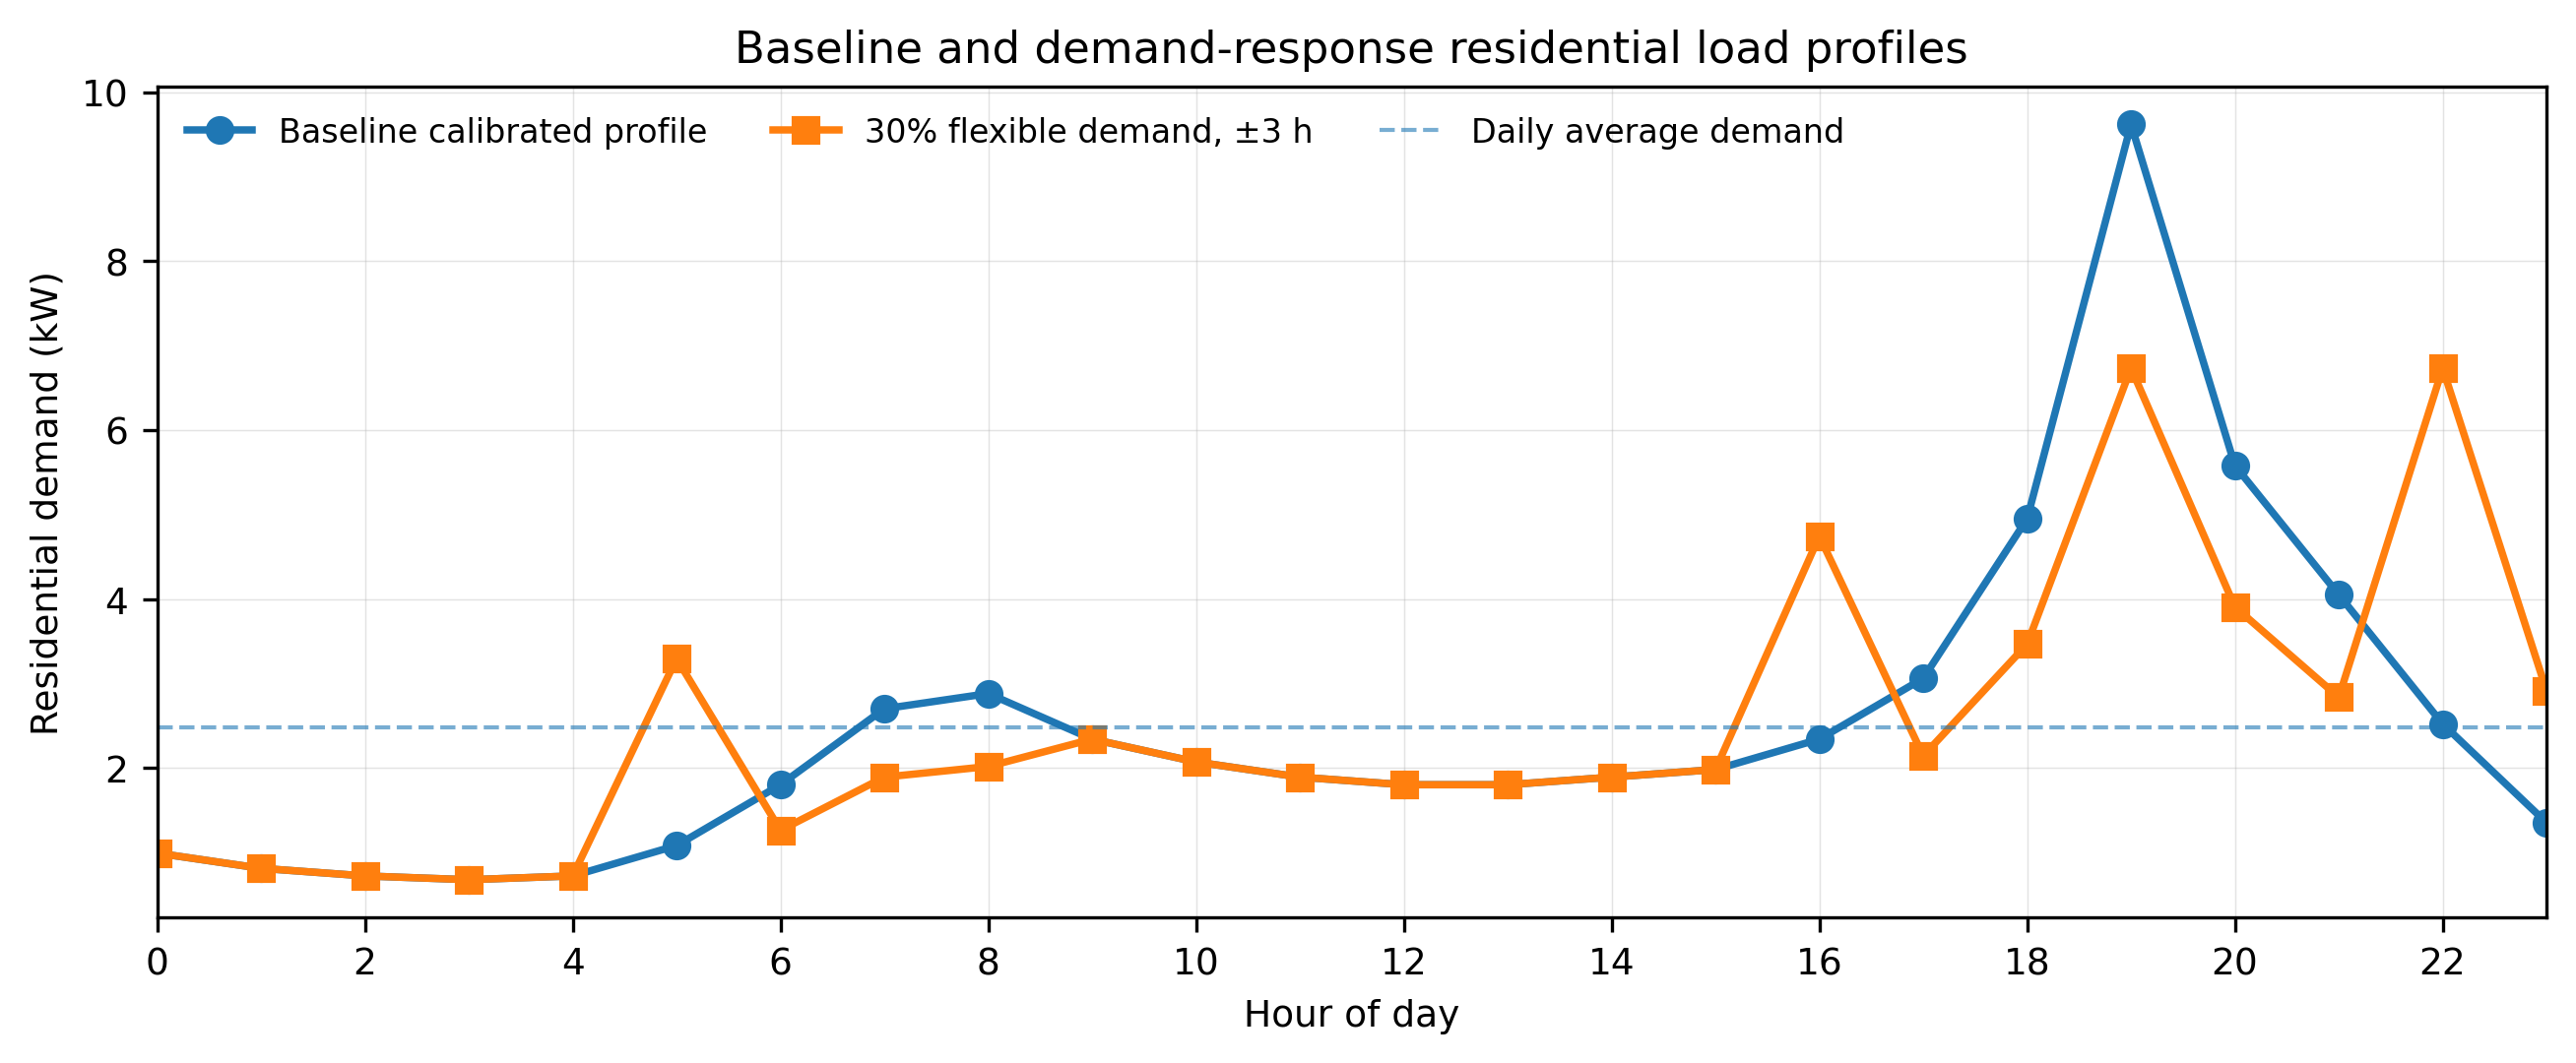 Baseline and demand-response residential load profiles
Baseline calibrated profile
30% flexible demand, ±3 h
Daily average demand
Residential demand (kW)
10
8
6
4
2
0 2 4 6 8 10 12 14 16 18 20 22
Hour of day